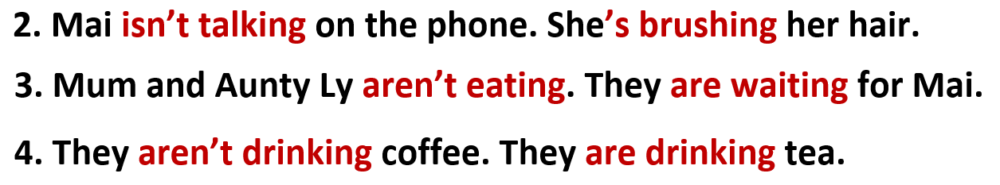 2. Mai isn’t talking on the phone. She’s brushing her hair.
3. Mum and Aunty Ly aren’t eating. They are waiting for Mai.
4. They aren’t drinking coffee. They are drinking tea.